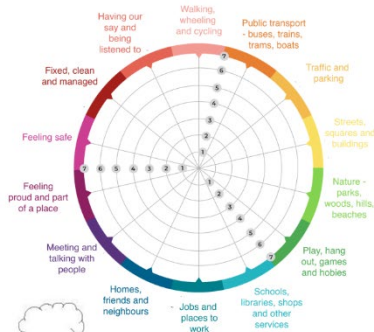 Walking,
wheeling
and cycling
Public transport
- buses, trains,
trams, boats
Traffic and
parking
Streets,
squares and
buildings
Nature -
parks,
woods, hills,
beaches
Play, hang
out, games
and hobies
Schools,
libraries, shops
and other
services
Jobs and
places to
work
Homes,
friends and
neighbours
Meeting and
talking with
people
Feeling
proud and part
of a place
Feeling safe
Fixed, clean
and managed
Having our
say and
being
listened to
7
6
5
4
3
2
1
7 6 5 4 3 2 1
1
2
3
4
5
6
7